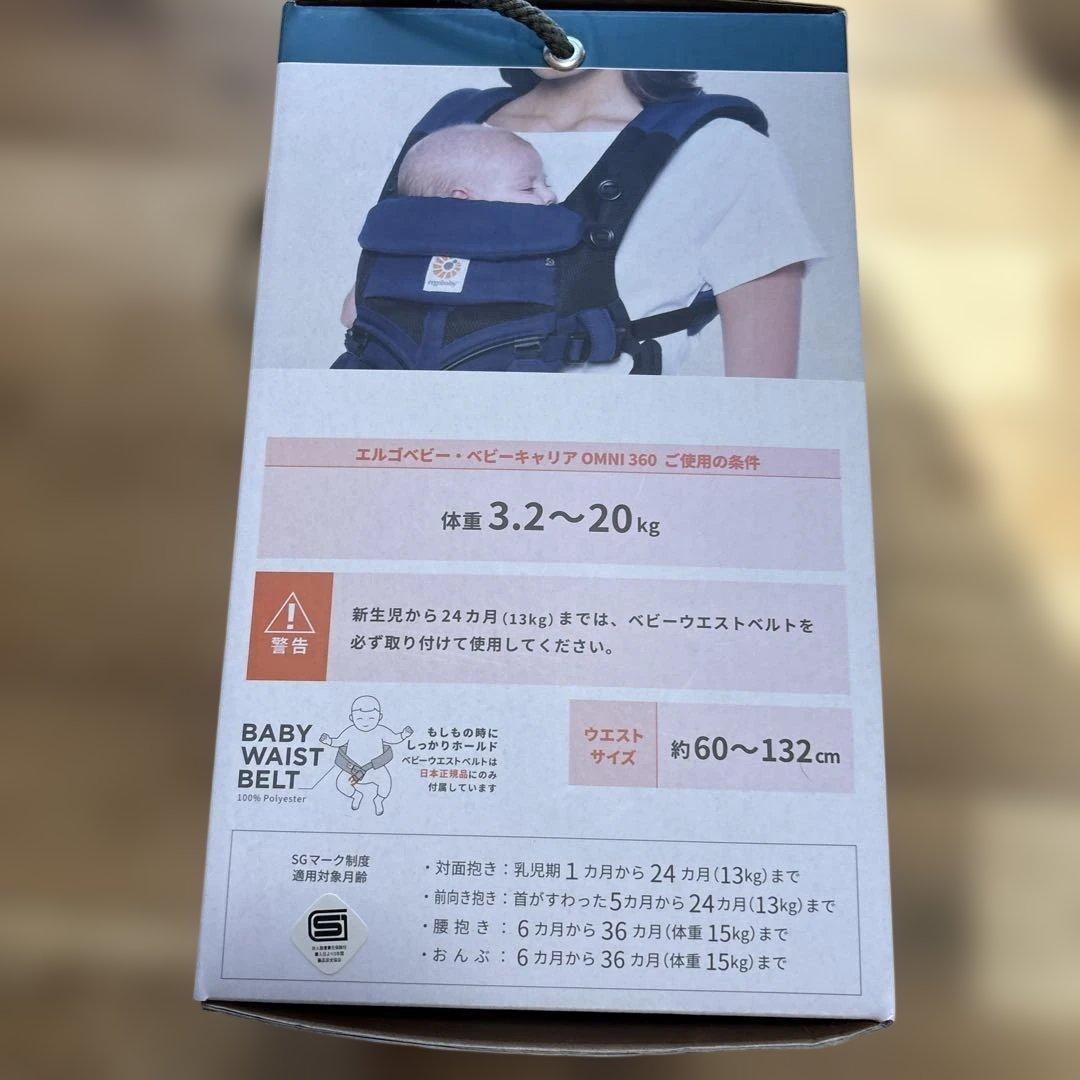 ergobaby
エルゴベビー・ベビーキャリア OMNI 360 ご使用の条件
体重 3.2〜20kg
警告
新生児から24カ月(13kg)までは、ベビーウエストベルトを
必ず取り付けて使用してください。
BABY
WAIST
BELT
100% Polyester
もしもの時に
しっかりホールド
ベビーウエストベルトは
日本正規品にのみ
付属しています
ウエスト
サイズ
約60〜132cm
SGマーク制度
適用対象月齢
・対面抱き：乳児期1カ月から24カ月(13kg)まで
・前向き抱き：首がすわった5カ月から24カ月(13kg)まで
・腰抱き：6カ月から36カ月(体重15kg)まで
・おんぶ：6カ月から36カ月(体重15kg)まで